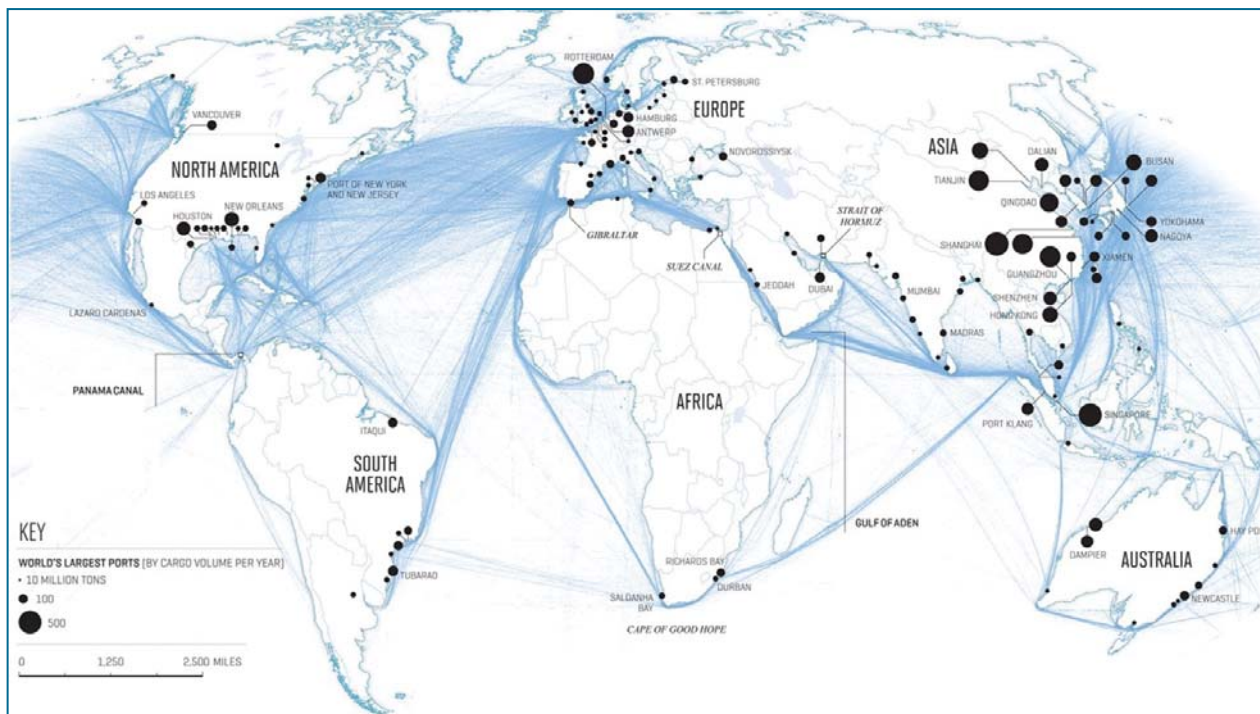 ROTTERDAM
ST. PETERSBURG
EUROPE
HAMBURG
ANTWERP
NOVOROSSIYSK
VANCOUVER
NORTH AMERICA
PORT OF NEW YORK
AND NEW JERSEY
LOS ANGELES
NEW ORLEANS
HOUSTON
LAZARO CARDENAS
GIBRALTAR
SUEZ CANAL
STRAIT OF
HORMUZ
JEDDAH
DUBAI
MUMBAI
MADRAS
ASIA
DALIAN
BUSAN
TIANJIN
QINGDAO
YOKOHAMA
NAGOYA
SHANGHAI
XIAMEN
GUANGZHOU
SHENZHEN
HONG KONG
PANAMA CANAL
AFRICA
SINGAPORE
PORT KLANG
ITAQUI
SOUTH
AMERICA
GULF OF ADEN
HAY PO
DAMPIER
AUSTRALIA
NEWCASTLE
TUBARAO
RICHARDS BAY
DURBAN
SALDANHA
BAY
CAPE OF GOOD HOPE
KEY
WORLD'S LARGEST PORTS (BY CARGO VOLUME PER YEAR)
10 MILLION TONS
100
500
0 1,250 2,500 MILES